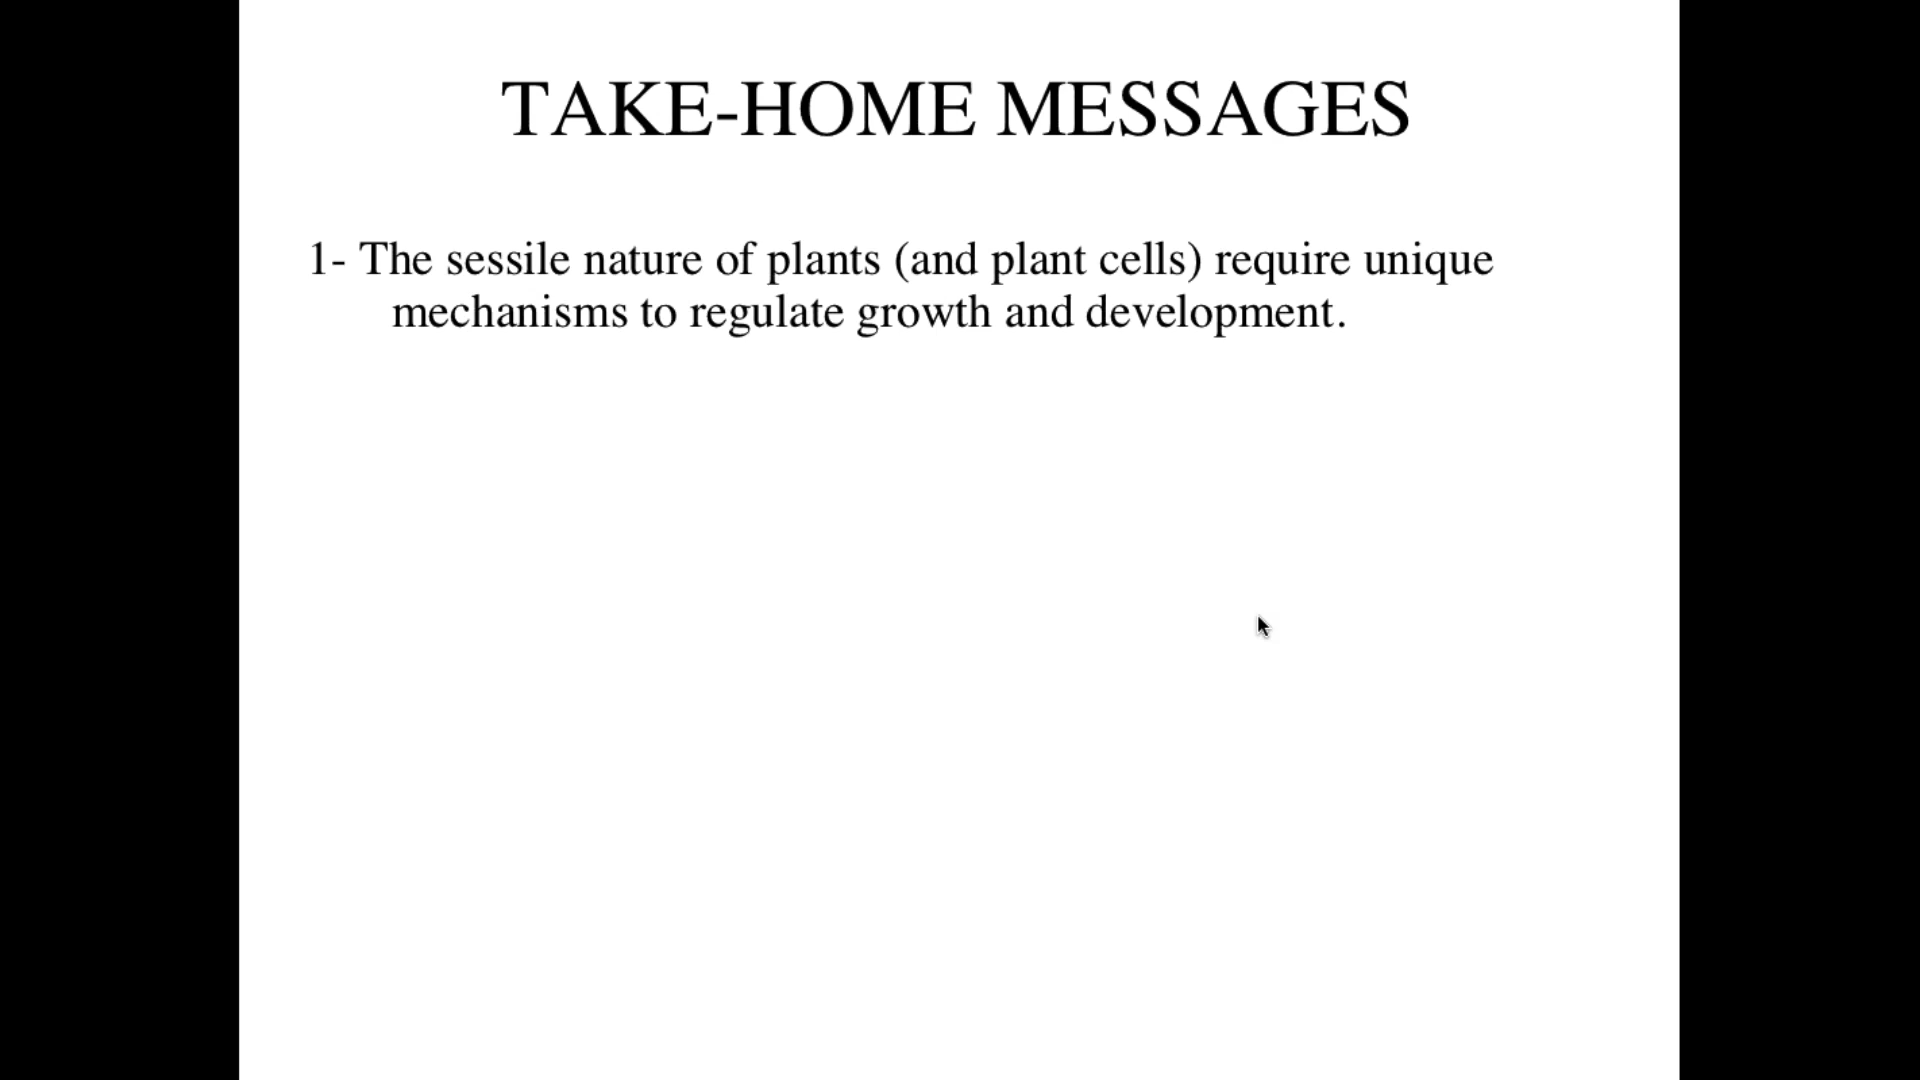 TAKE-HOME MESSAGES
1- The sessile nature of plants (and plant cells) require unique
mechanisms to regulate growth and development.